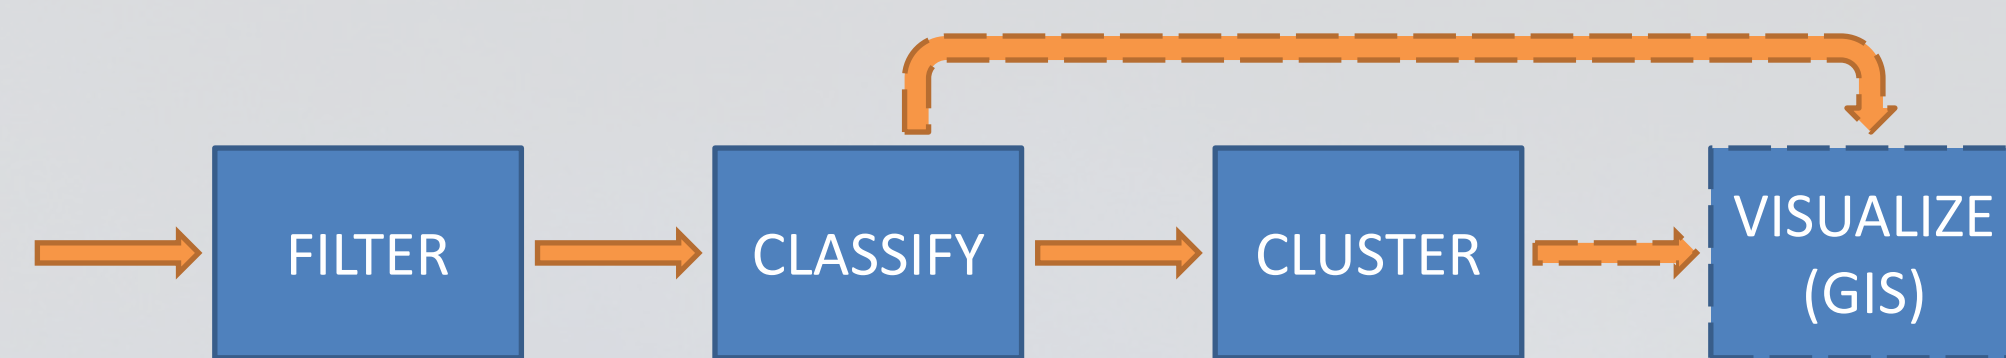 FILTER
CLASSIFY
CLUSTER
VISUALIZE
(GIS)